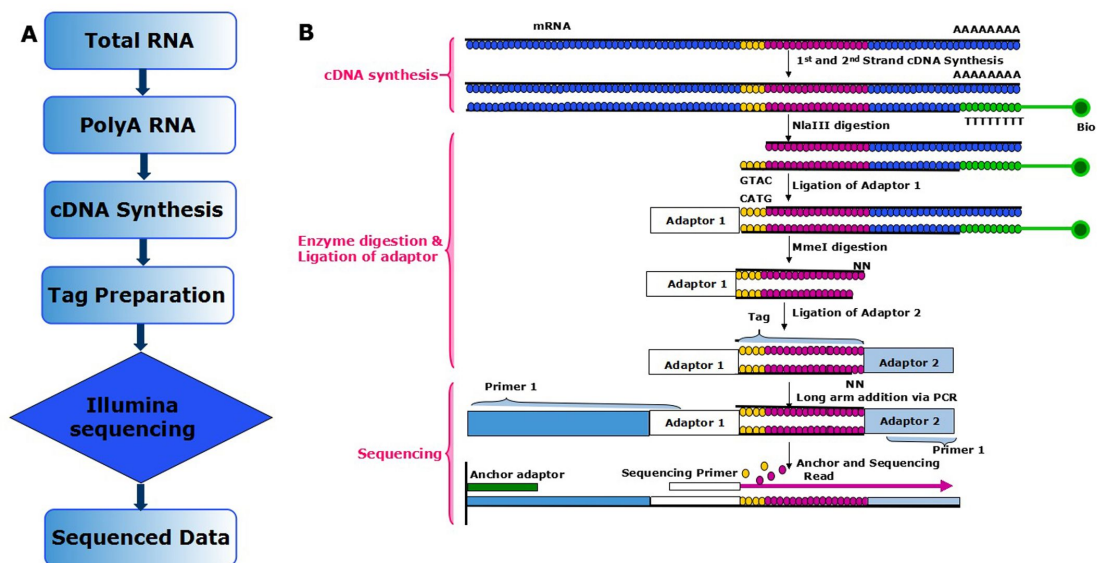 A
Total RNA
PolyA RNA
cDNA Synthesis
Tag Preparation
Illumina
sequencing
Sequenced Data
B
mRNA
AAAAAAAA
cDNA synthesis
1st and 2nd Strand cDNA Synthesis
AAAAAAAA
TTTTTTTT
Bio
NlaIII digestion
GTAC
Ligation of Adaptor 1
CATG
Adaptor 1
Enzyme digestion &
Ligation of adaptor
MmeI digestion
NN
Adaptor 1
Ligation of Adaptor 2
Tag
Adaptor 1
Adaptor 2
NN
Primer 1
Long arm addition via PCR
Adaptor 1
Adaptor 2
Primer 1
Sequencing
Anchor adaptor
Sequencing Primer
Anchor and Sequencing
Read